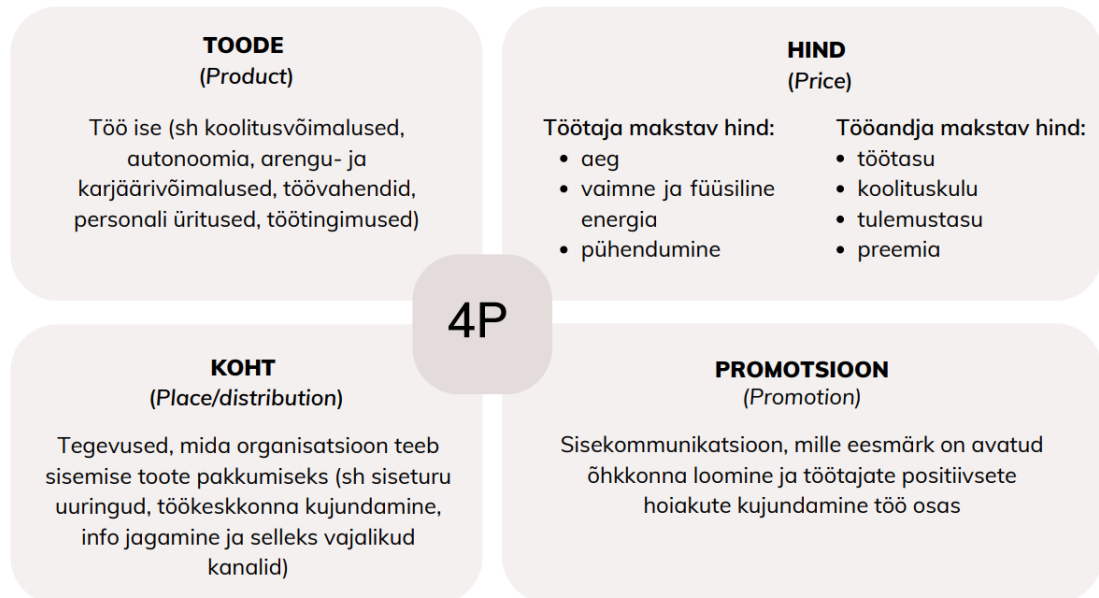 TOODE
(Product)
Töö ise (sh koolitusvõimalused,
autonoomia, arengu- ja
karjäärivõimalused, töövahendid,
personali üritused, töötingimused)
HIND
(Price)
Töötaja makstav hind:
• aeg
• vaimne ja füüsiline
energia
• pühendumine
Tööandja makstav hind:
• töötasu
• koolituskulu
• tulemustasu
• preemia
4P
KOHT
(Place/distribution)
Tegevused, mida organisatsioon teeb
sisemise toote pakkumiseks (sh siseturu
uuringud, töökeskkonna kujundamine,
info jagamine ja selleks vajalikud
kanalid)
PROMOTSIOON
(Promotion)
Sisekommunikatsioon, mille eesmärk on avatud
õhkkonna loomine ja töötajate positiivsete
hoiakute kujundamine töö osas